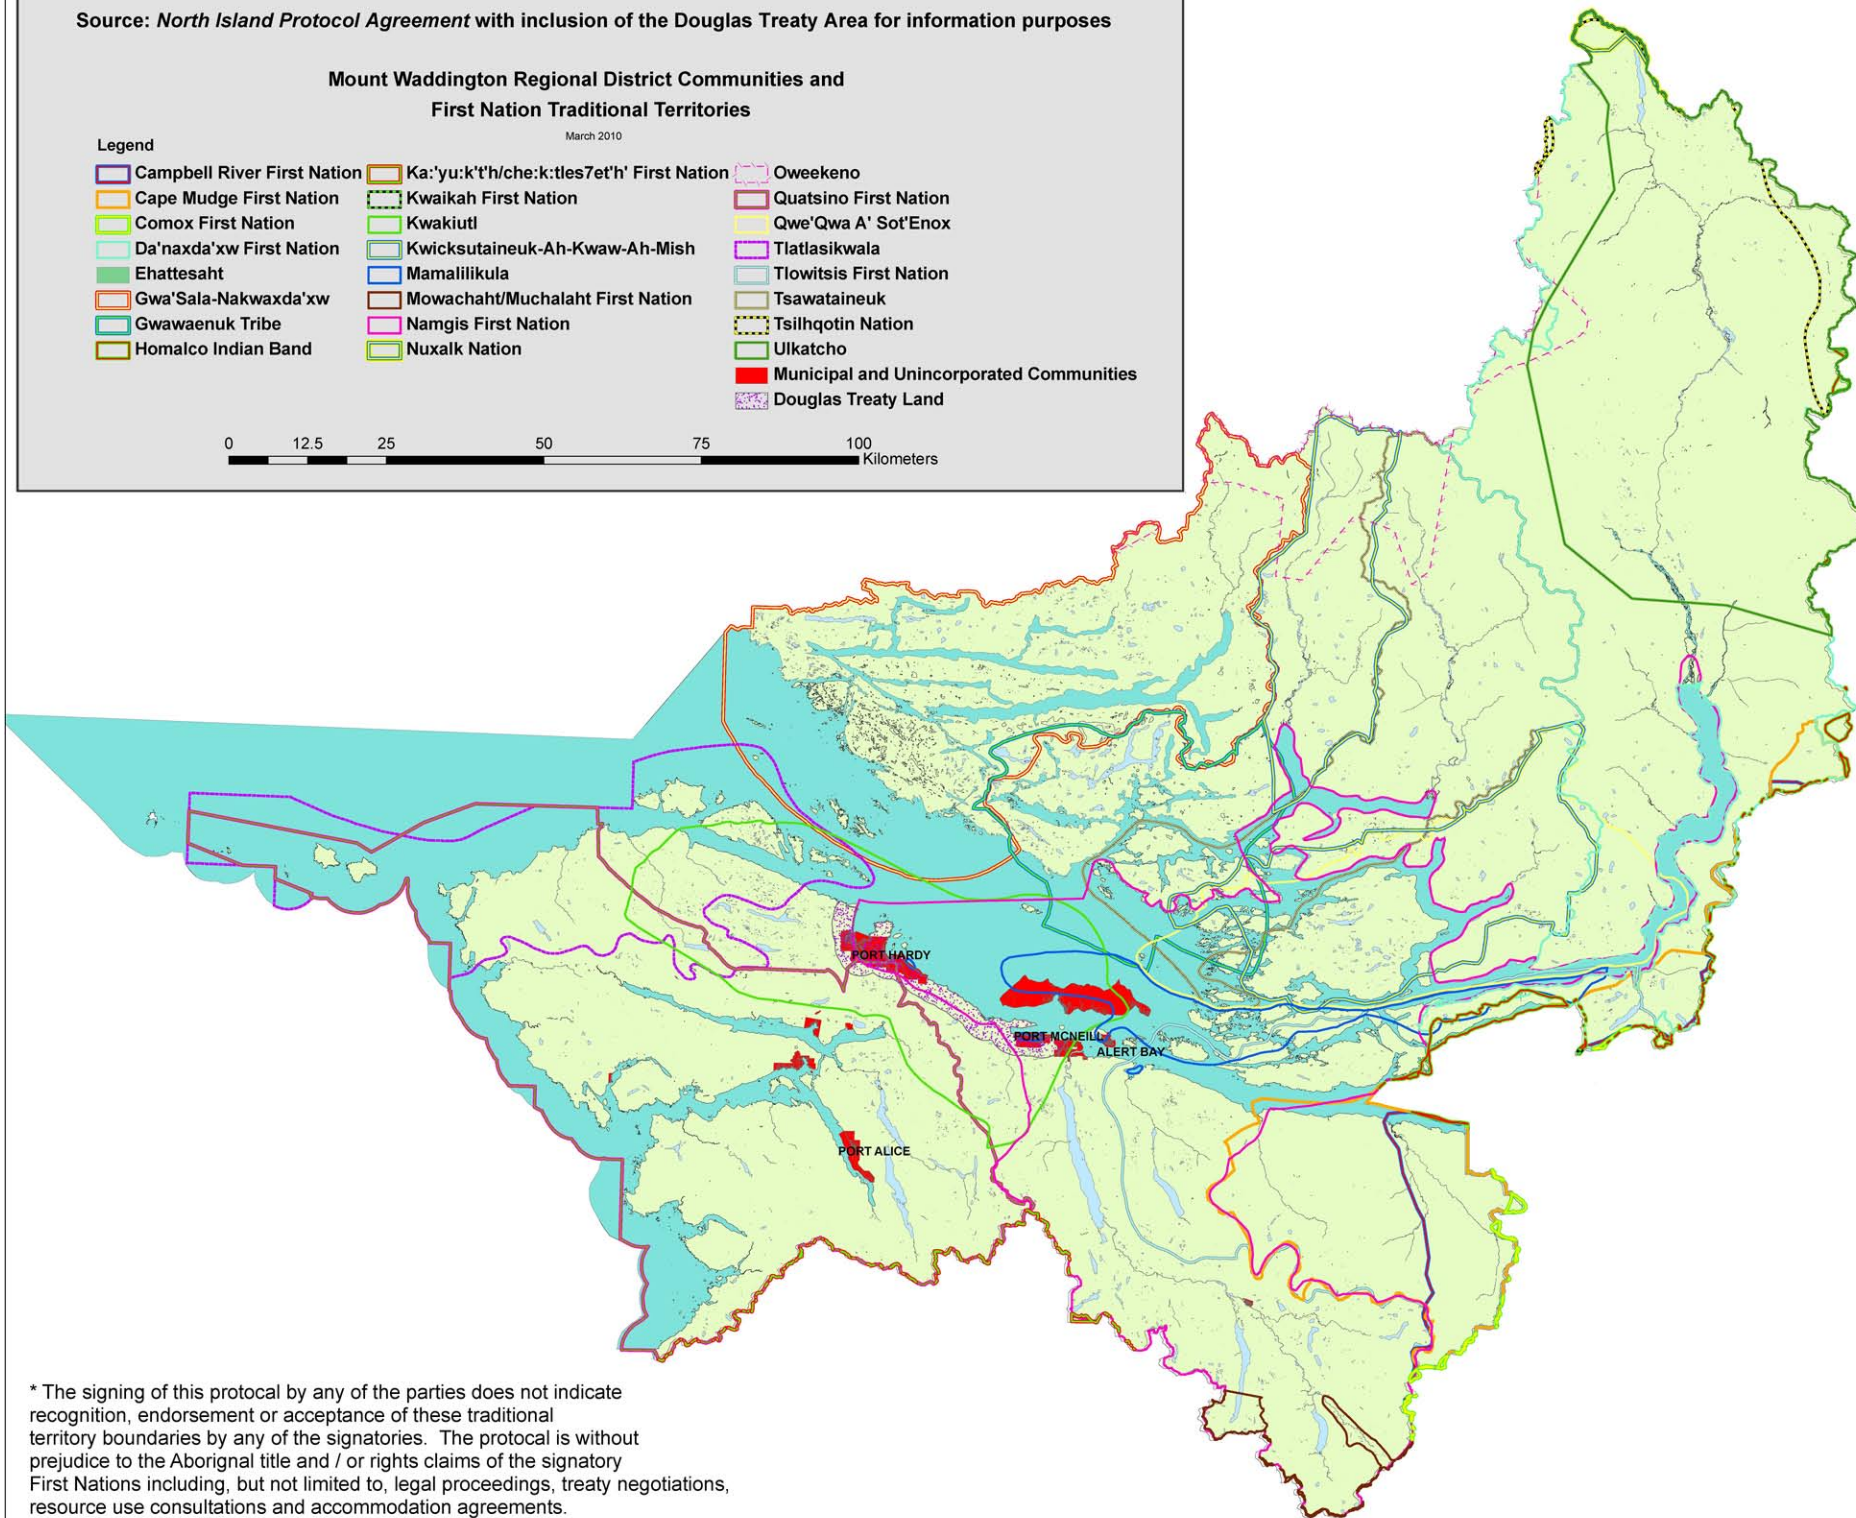 Source: North Island Protocol Agreement with inclusion of the Douglas Treaty Area for information purposes
Mount Waddington Regional District Communities and
First Nation Traditional Territories
March 2010
Legend
Campbell River First Nation
Cape Mudge First Nation
Comox First Nation
Da'naxda'xw First Nation
Ehattesaht
Gwa'Sala-Nakwaxda'xw
Gwawaenuk Tribe
Homalco Indian Band
Ka:'yu:k't'h/che:k:tles7et'h' First Nation
Kwaikah First Nation
Kwakiutl
Kwicksutaineuk-Ah-Kwaw-Ah-Mish
Mamalilikula
Mowachaht/Muchalaht First Nation
Namgis First Nation
Nuxalk Nation
Oweekeno
Quatsino First Nation
Qwe'Qwa A' Sot'Enox
Tlatlasikwala
Tlowitsis First Nation
Tsawataineuk
Tsilhqotin Nation
Ulkatcho
Municipal and Unincorporated Communities
Douglas Treaty Land
0 12.5 25 50 75 100
Kilometers
PORT HARDY
PORT MCNEILL
ALERT BAY
PORT ALICE
* The signing of this protocal by any of the parties does not indicate
recognition, endorsement or acceptance of these traditional
territory boundaries by any of the signatories. The protocal is without
prejudice to the Aborignal title and / or rights claims of the signatory
First Nations including, but not limited to, legal proceedings, treaty negotiations,
resource use consultations and accommodation agreements.